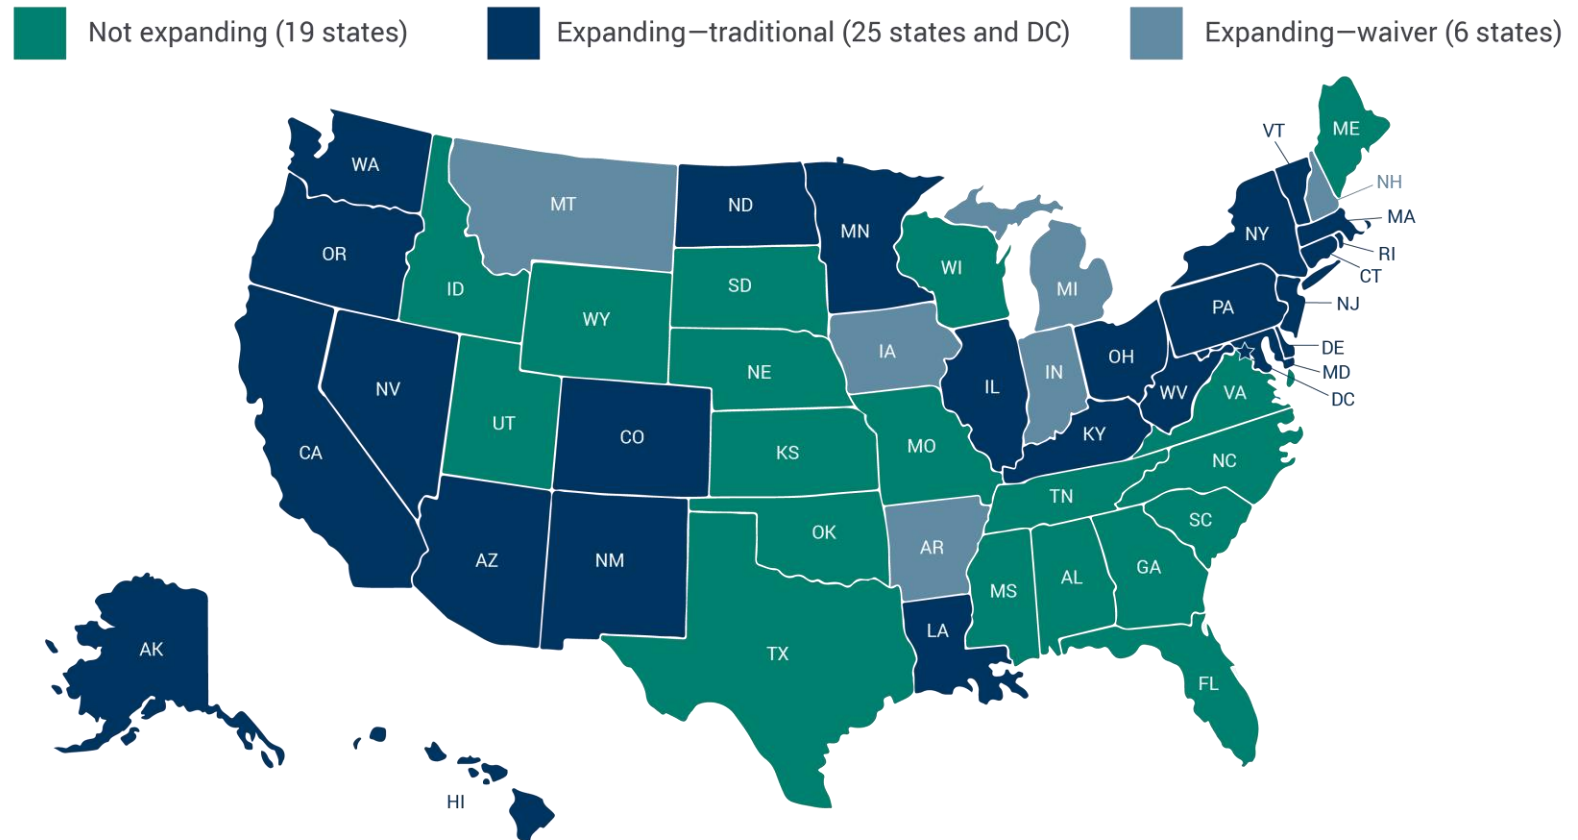 Not expanding (19 states)
Expanding—traditional (25 states and DC)
Expanding—waiver (6 states)
ME
VT
WA
NH
MT
ND
MA
MN
NY
OR
RI
WI
CT
SD
ID
MI
NJ
PA
WY
DE
IA
OH
MD
NE
IN
NV
IL
WV
VA
DC
UT
CO
KY
MO
CA
KS
NC
TN
SC
OK
AR
AZ
NM
GA
AL
MS
LA
AK
TX
FL
HI